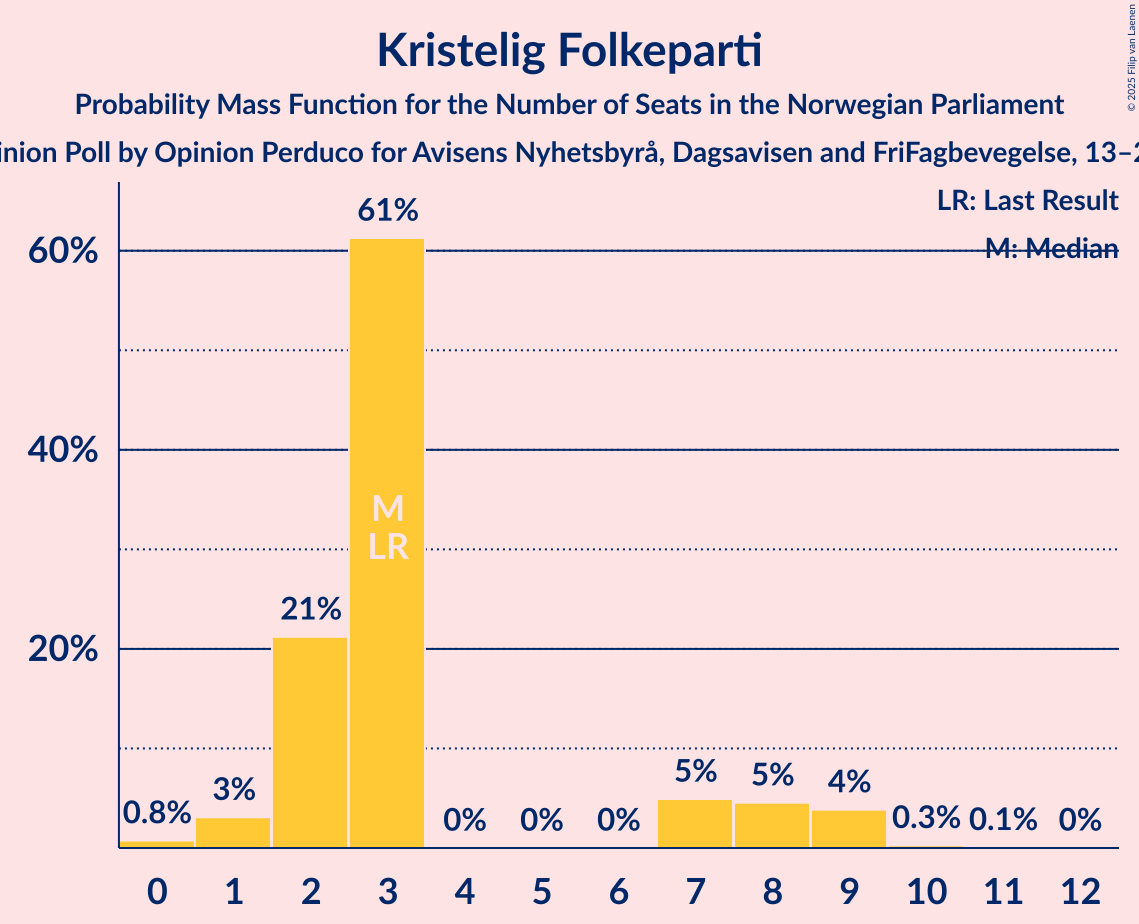 Kristelig Folkeparti
Probability Mass Function for the Number of Seats in the Norwegian Parliament
Poll by Opinion Perduco for Avisens Nyhetsbyrå, Dagsavisen and FriFagbevegelse,
© 2025 Filip van Laenen
LR: Last Result
M: Median
60%
40%
20%
61%
M
LR
21%
0.8%
3%
0%
0%
0%
5%
5%
4%
0.3%
0.1%
0%
0 1 2 3 4 5 6 7 8 9 10 11 12